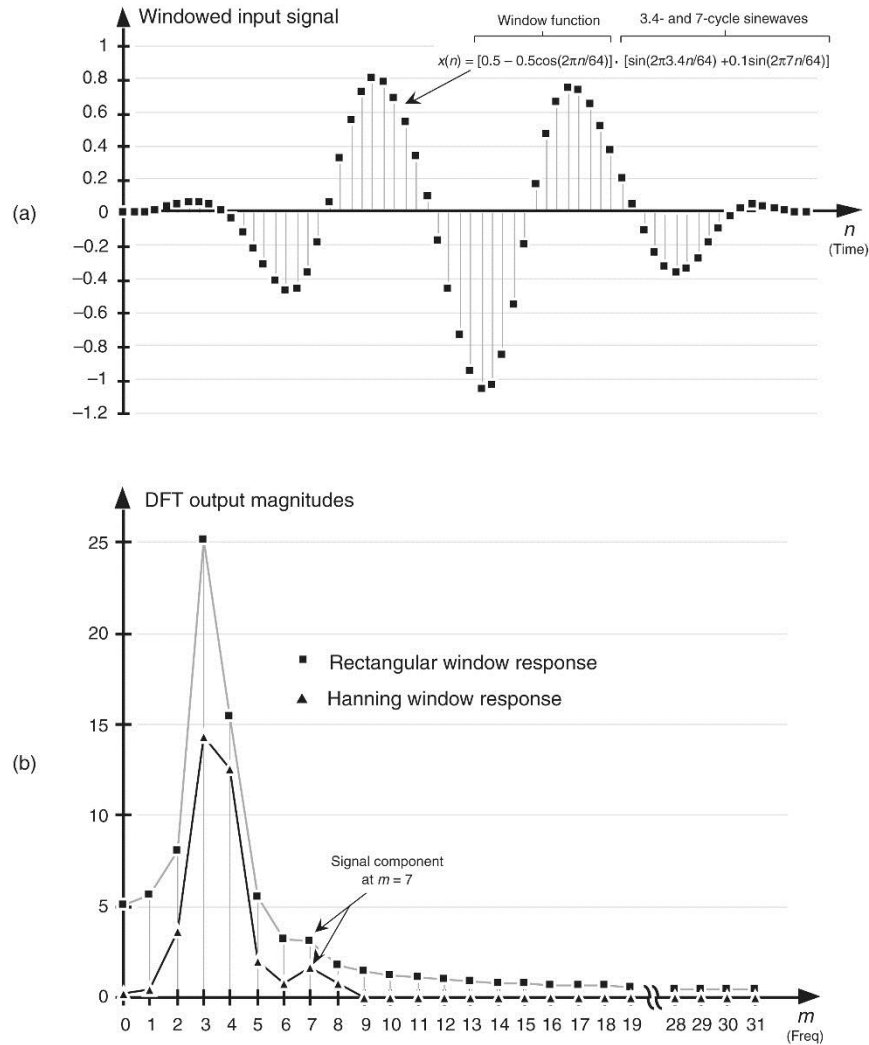 Windowed input signal
Window function
3.4- and 7-cycle sinewaves
x(n) = [0.5 – 0.5cos(2πn/64)] · [sin(2π3.4n/64) +0.1sin(2π7n/64)]
1
0.8
0.6
0.4
0.2
0
–0.2
–0.4
–0.6
–0.8
–1
–1.2
(a)
n
(Time)
DFT output magnitudes
25
20
15
10
5
0
(b)
Rectangular window response
Hanning window response
Signal component
at m = 7
0 1 2 3 4 5 6 7 8 9 10 11 12 13 14 15 16 17 18 19 28 29 30 31
m
(Freq)